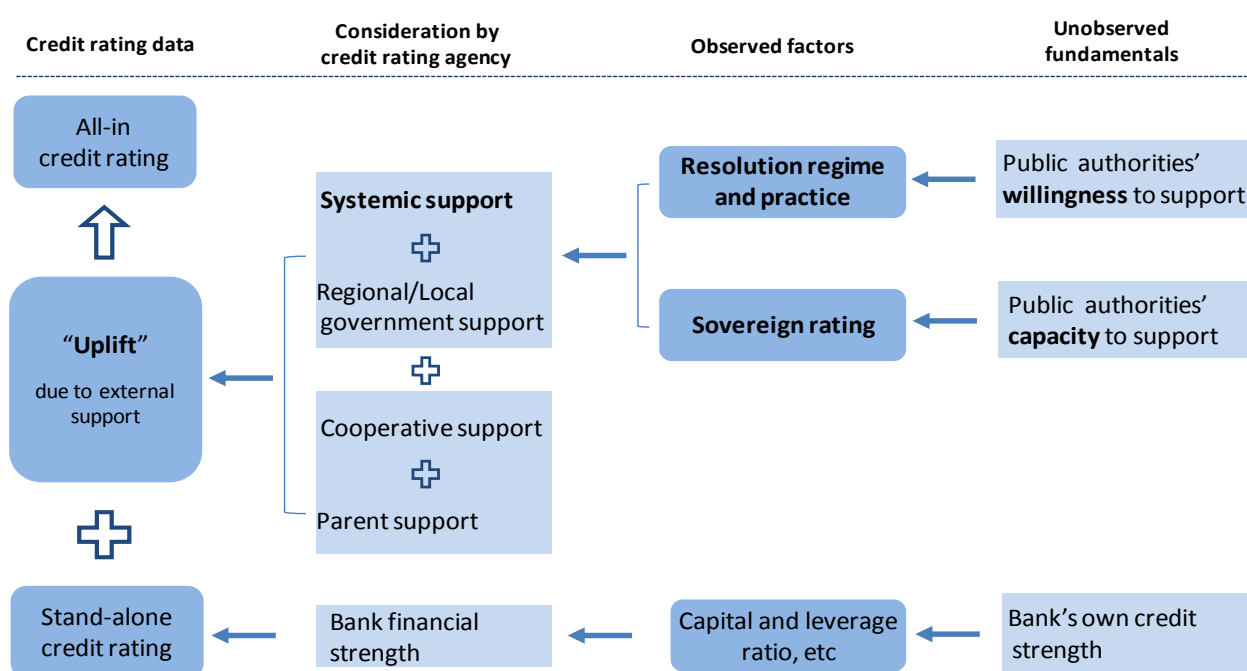 Credit rating data
Consideration by
credit rating agency
Observed factors
Unobserved
fundamentals
All-in
credit rating
"Uplift"
due to external
support
Stand-alone
credit rating
Systemic support
Regional/Local
government support
Cooperative support
Parent support
Bank financial
strength
Resolution regime
and practice
Sovereign rating
Capital and leverage
ratio, etc
Public authorities'
willingness to support
Public authorities'
capacity to support
Bank's own credit
strength